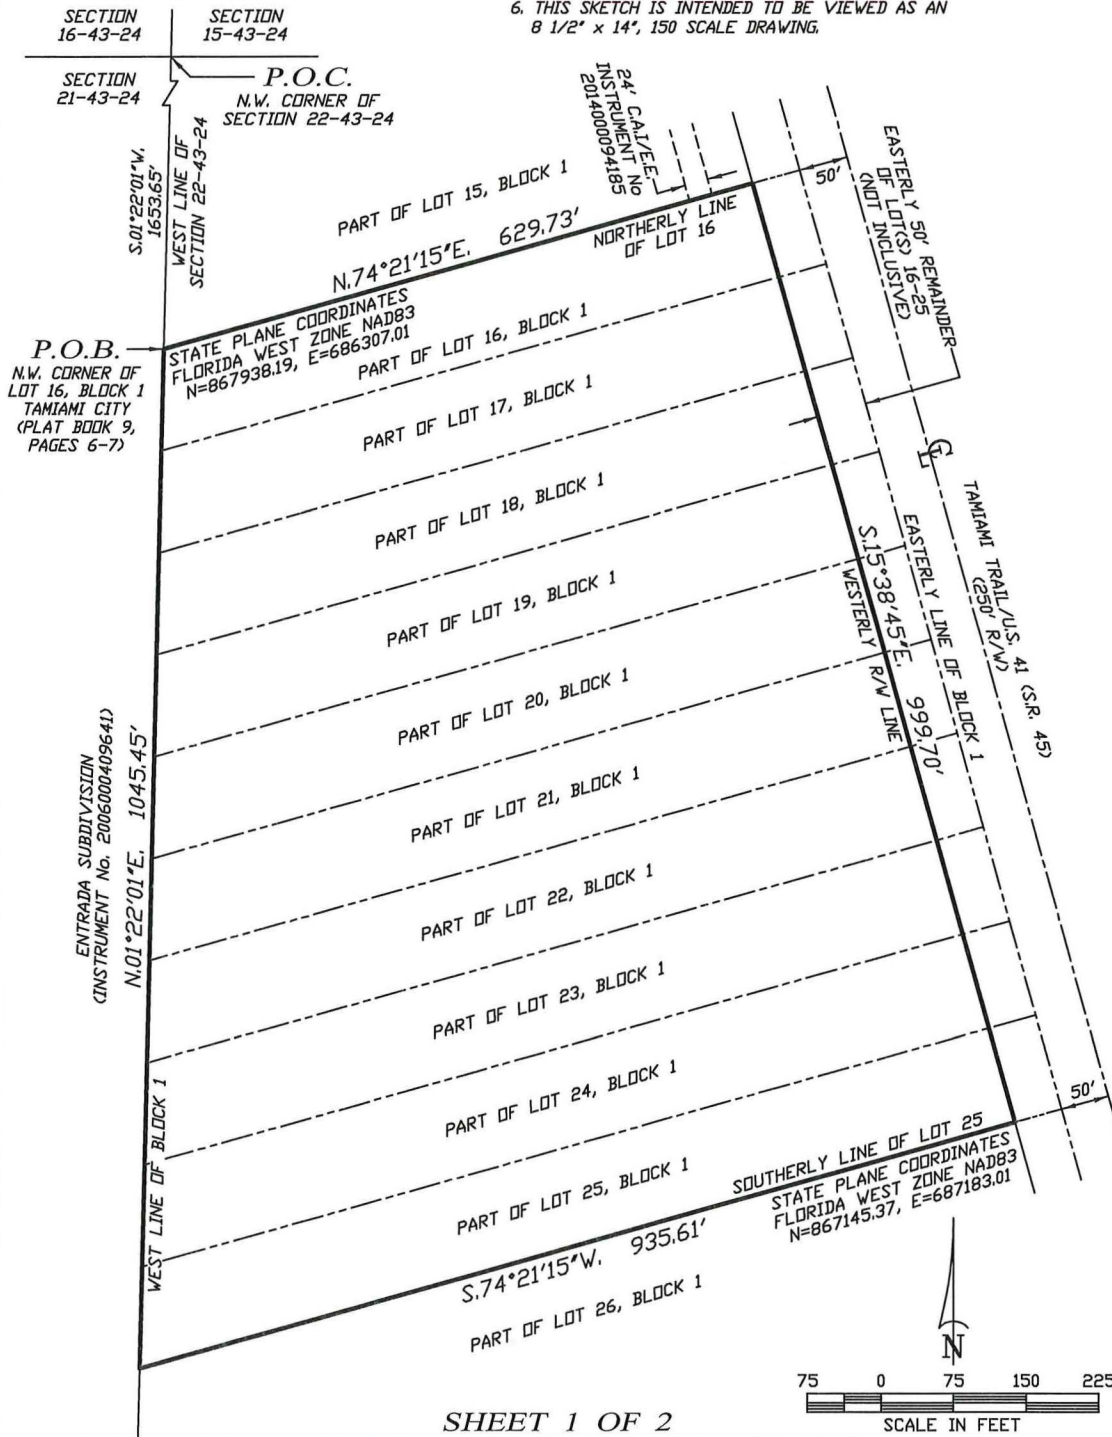 6. THIS SKETCH IS INTENDED TO BE VIEWED AS AN
8 1/2" x 14", 150 SCALE DRAWING.
SECTION
16-43-24
SECTION
15-43-24
SECTION
21-43-24
P.O.C.
N.W. CORNER OF
SECTION 22-43-24
S.01°22'01"W.
1653.65'
WEST LINE OF
SECTION 22-43-24
24' C.A.I/E.E.
INSTRUMENT No
2014000094185
50'
EASTERLY 50' REMAINDER
OF LOT(S) 16-25
(NOT INCLUSIVE)
PART OF LOT 15, BLOCK 1
N.74°21'15"E. 629.73'
NORTHERLY LINE
OF LOT 16
P.O.B.
N.W. CORNER OF
LOT 16, BLOCK 1
TAMIAMI CITY
(PLAT BOOK 9,
PAGES 6-7)
STATE PLANE COORDINATES
FLORIDA WEST ZONE NAD83
N=867938.19, E=686307.01
PART OF LOT 16, BLOCK 1
PART OF LOT 17, BLOCK 1
PART OF LOT 18, BLOCK 1
PART OF LOT 19, BLOCK 1
PART OF LOT 20, BLOCK 1
PART OF LOT 21, BLOCK 1
PART OF LOT 22, BLOCK 1
PART OF LOT 23, BLOCK 1
PART OF LOT 24, BLOCK 1
PART OF LOT 25, BLOCK 1
CL
TAMIAMI TRAIL/U.S. 41 (S.R. 45)
(250' R/W)
EASTERLY LINE OF BLOCK 1
S.15°38'45"E. 999.70'
WESTERLY R/W LINE
ENTRADA SUBDIVISION
(INSTRUMENT No. 2006000409641)
N.01°22'01"E. 1045.45'
WEST LINE OF BLOCK 1
50'
SOUTHERLY LINE OF LOT 25
STATE PLANE COORDINATES
FLORIDA WEST ZONE NAD83
N=867145.37, E=687183.01
S.74°21'15"W. 935.61'
PART OF LOT 26, BLOCK 1
N
75 0 75 150 225
SCALE IN FEET
SHEET 1 OF 2